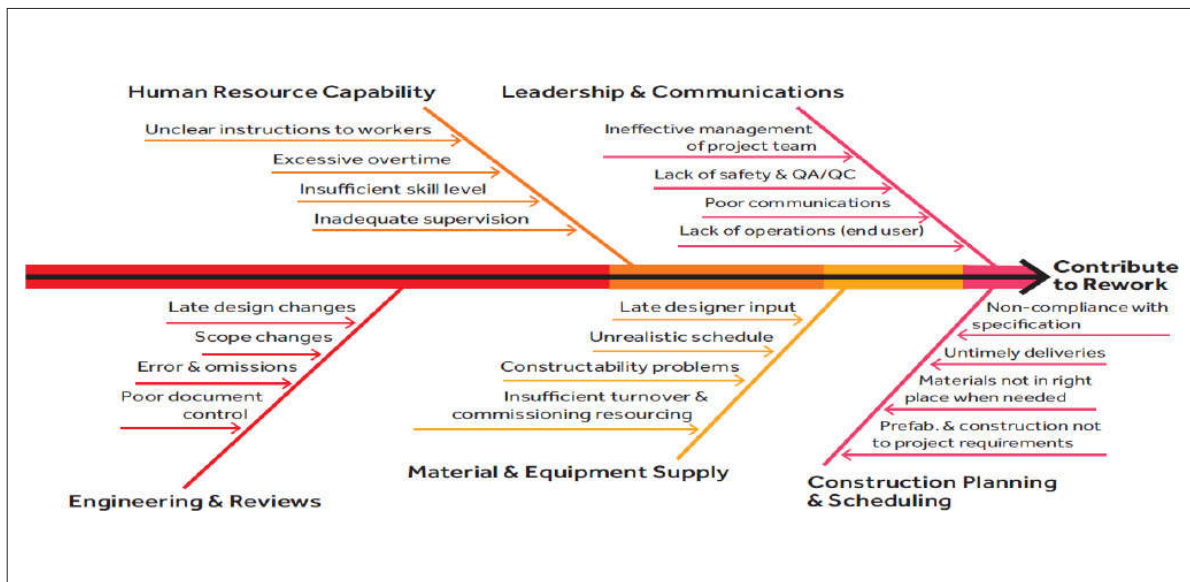 Human Resource Capability
Unclear instructions to workers
Excessive overtime
Insufficient skill level
Inadequate supervision
Leadership & Communications
Ineffective management
of project team
Lack of safety & QA/QC
Poor communications
Lack of operations (end user)
Contribute
to Rework
Late design changes
Scope changes
Error & omissions
Poor document
control
Engineering & Reviews
Late designer input
Unrealistic schedule
Constructability problems
Insufficient turnover &
commissioning resourcing
Material & Equipment Supply
Non-compliance with
specification
Untimely deliveries
Materials not in right
place when needed
Prefab. & construction not
to project requirements
Construction Planning
& Scheduling